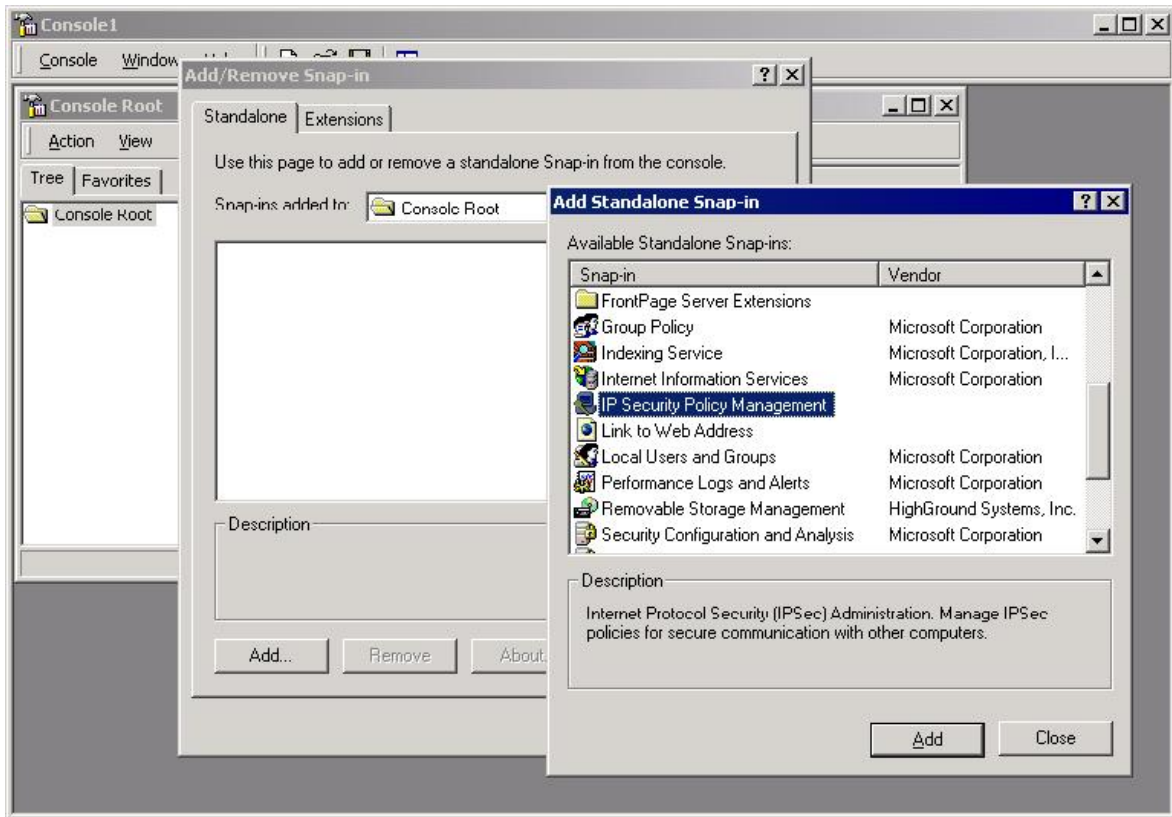 Console1
Console Window
Add/Remove Snap-in
Console Root
Action View
Tree Favorites
Console Root
Standalone Extensions
Use this page to add or remove a standalone Snap-in from the console.
Snap-ins added to: Console Root
Description
Add... Remove About
Add Standalone Snap-in
Available Standalone Snap-ins:
Snap-in Vendor
FrontPage Server Extensions
Group Policy Microsoft Corporation
Indexing Service Microsoft Corporation, I...
Internet Information Services Microsoft Corporation
IP Security Policy Management
Link to Web Address
Local Users and Groups Microsoft Corporation
Performance Logs and Alerts Microsoft Corporation
Removable Storage Management HighGround Systems, Inc.
Security Configuration and Analysis Microsoft Corporation
Description
Internet Protocol Security (IPSec) Administration. Manage IPSec
policies for secure communication with other computers.
Add Close